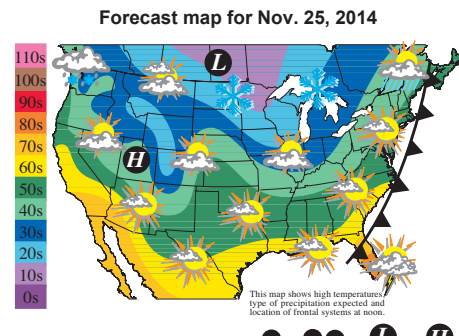 Forecast map for Nov. 25, 2014
110s
100s
90s
80s
70s
60s
50s
40s
30s
20s
10s
0s
L
H
This map shows high temperatures,
type of precipitation expected and
location of frontal systems at noon.
L
H